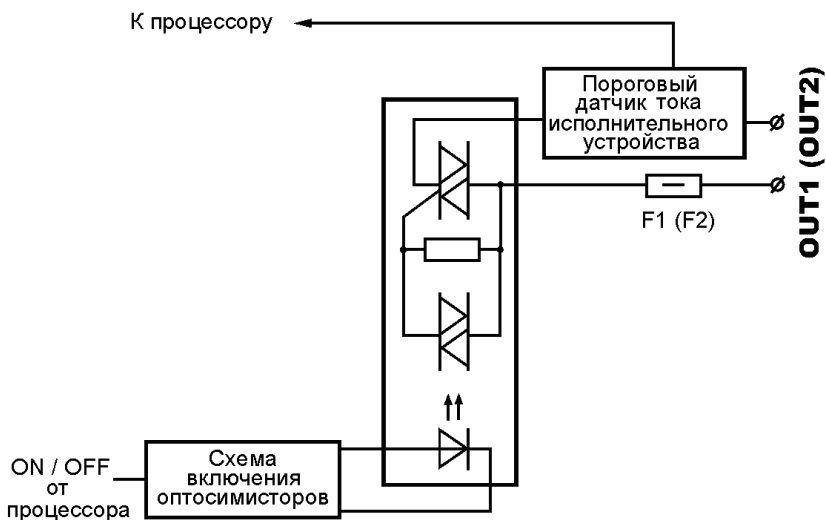 К процессору
Пороговый
датчик тока
исполнительного
устройства
OUT1 (OUT2)
F1 (F2)
Схема
включения
оптосимисторов
ON / OFF
от
процессора